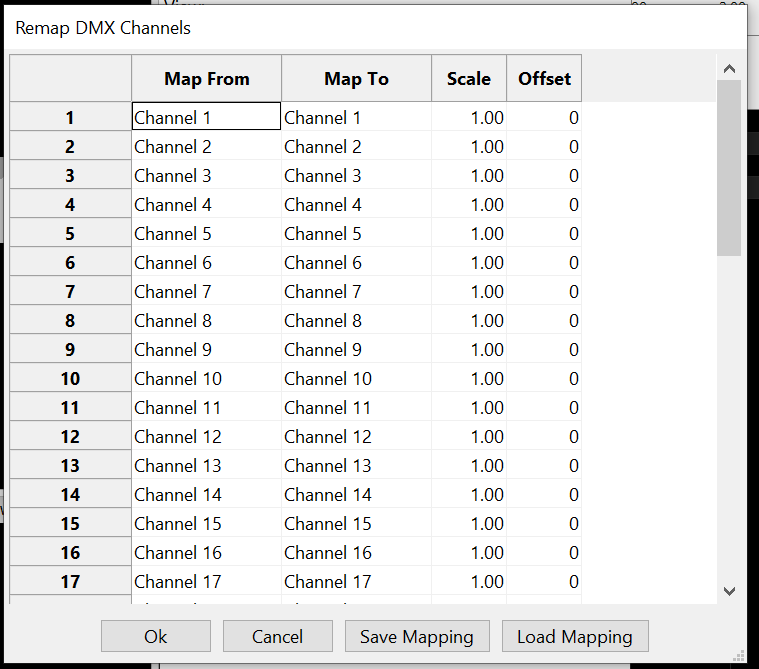 Remap DMX Channels
Map From Map To Scale Offset
1 Channel 1 Channel 1 1.00 0
2 Channel 2 Channel 2 1.00 0
3 Channel 3 Channel 3 1.00 0
4 Channel 4 Channel 4 1.00 0
5 Channel 5 Channel 5 1.00 0
6 Channel 6 Channel 6 1.00 0
7 Channel 7 Channel 7 1.00 0
8 Channel 8 Channel 8 1.00 0
9 Channel 9 Channel 9 1.00 0
10 Channel 10 Channel 10 1.00 0
11 Channel 11 Channel 11 1.00 0
12 Channel 12 Channel 12 1.00 0
13 Channel 13 Channel 13 1.00 0
14 Channel 14 Channel 14 1.00 0
15 Channel 15 Channel 15 1.00 0
16 Channel 16 Channel 16 1.00 0
17 Channel 17 Channel 17 1.00 0
Ok Cancel Save Mapping Load Mapping